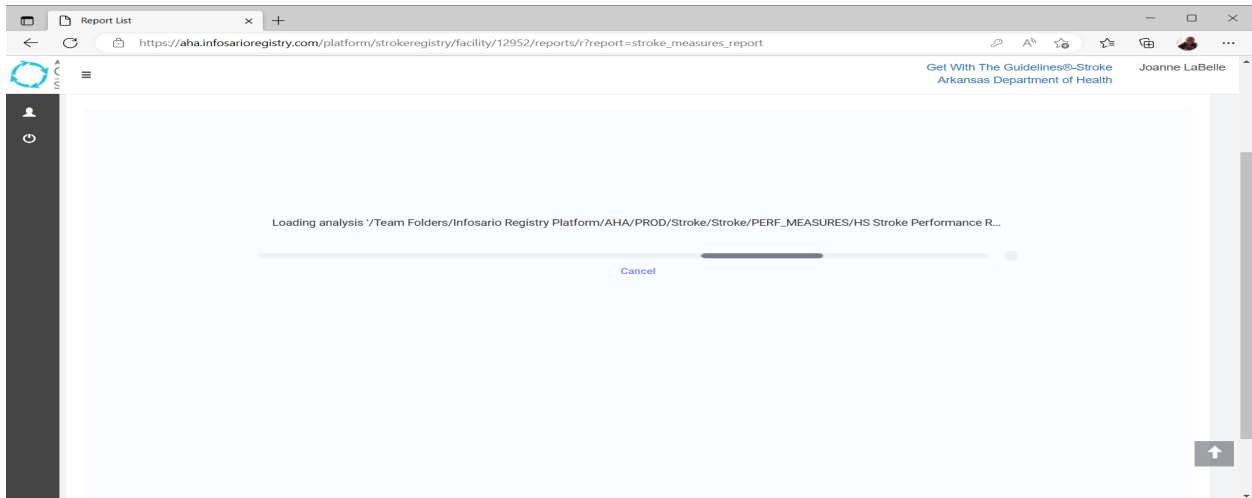 Report List
https://aha.infosarioregistry.com/platform/strokeregistry/facility/12952/reports/r?report=stroke_measures_report
Get With The Guidelines®-Stroke
Arkansas Department of Health
Joanne LaBelle
Loading analysis '/Team Folders/Infosario Registry Platform/AHA/PROD/Stroke/Stroke/PERF_MEASURES/HS Stroke Performance R...
Cancel